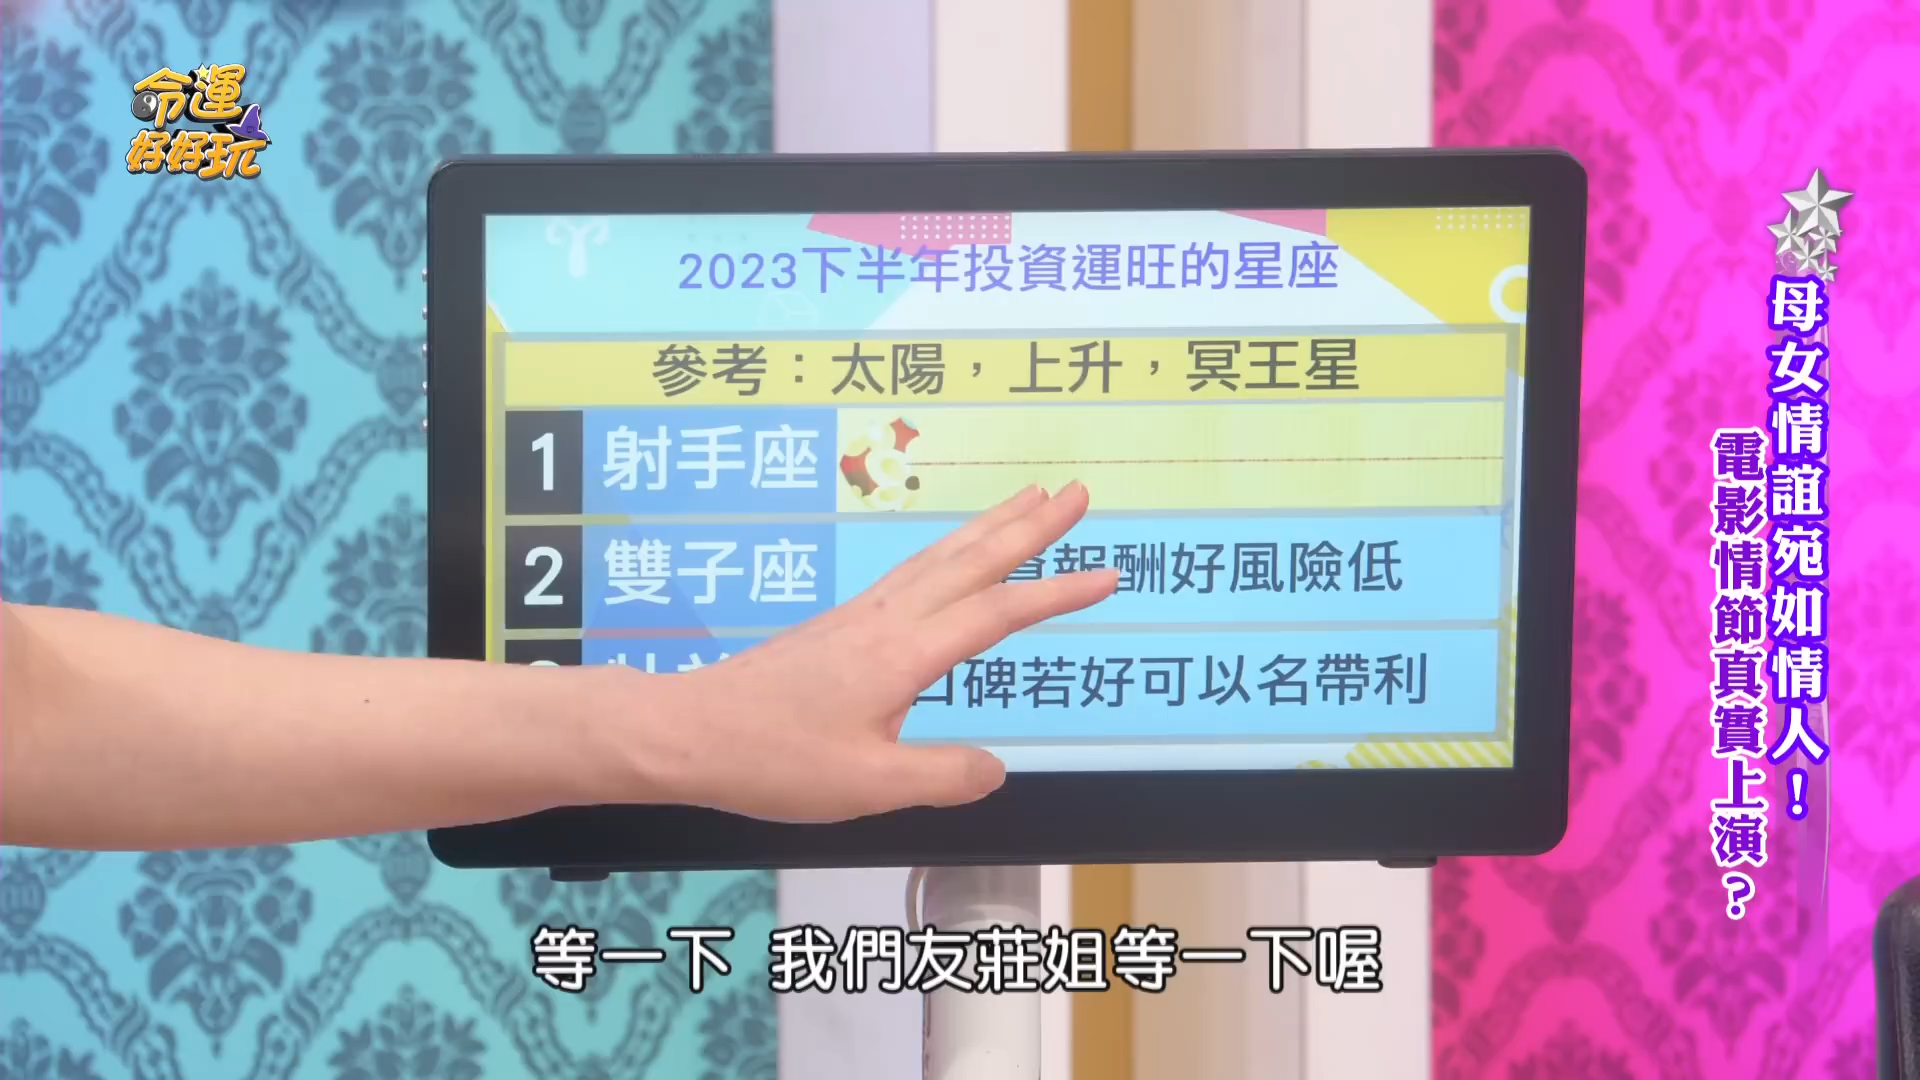 命運
好好玩
2023下半年投資運旺的星座
參考：太陽，上升，冥王星
1 射手座
2 雙子座 報酬好風險低
口碑若好可以名帶利
母女情誼宛如情人！
電影情節真實上演？
等一下 我們友莊姐等一下喔